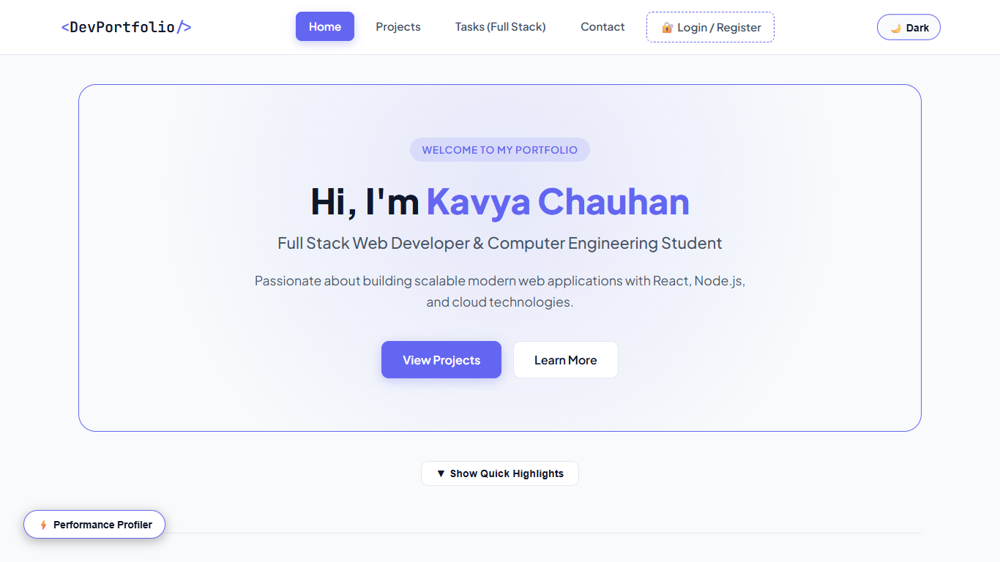 <DevPortfolio/>
Home
Projects
Tasks (Full Stack)
Contact
🔐 Login / Register
🌙 Dark
WELCOME TO MY PORTFOLIO
Hi, I'm Kavya Chauhan
Full Stack Web Developer & Computer Engineering Student
Passionate about building scalable modern web applications with React, Node.js,
and cloud technologies.
View Projects
Learn More
▼ Show Quick Highlights
⚡ Performance Profiler